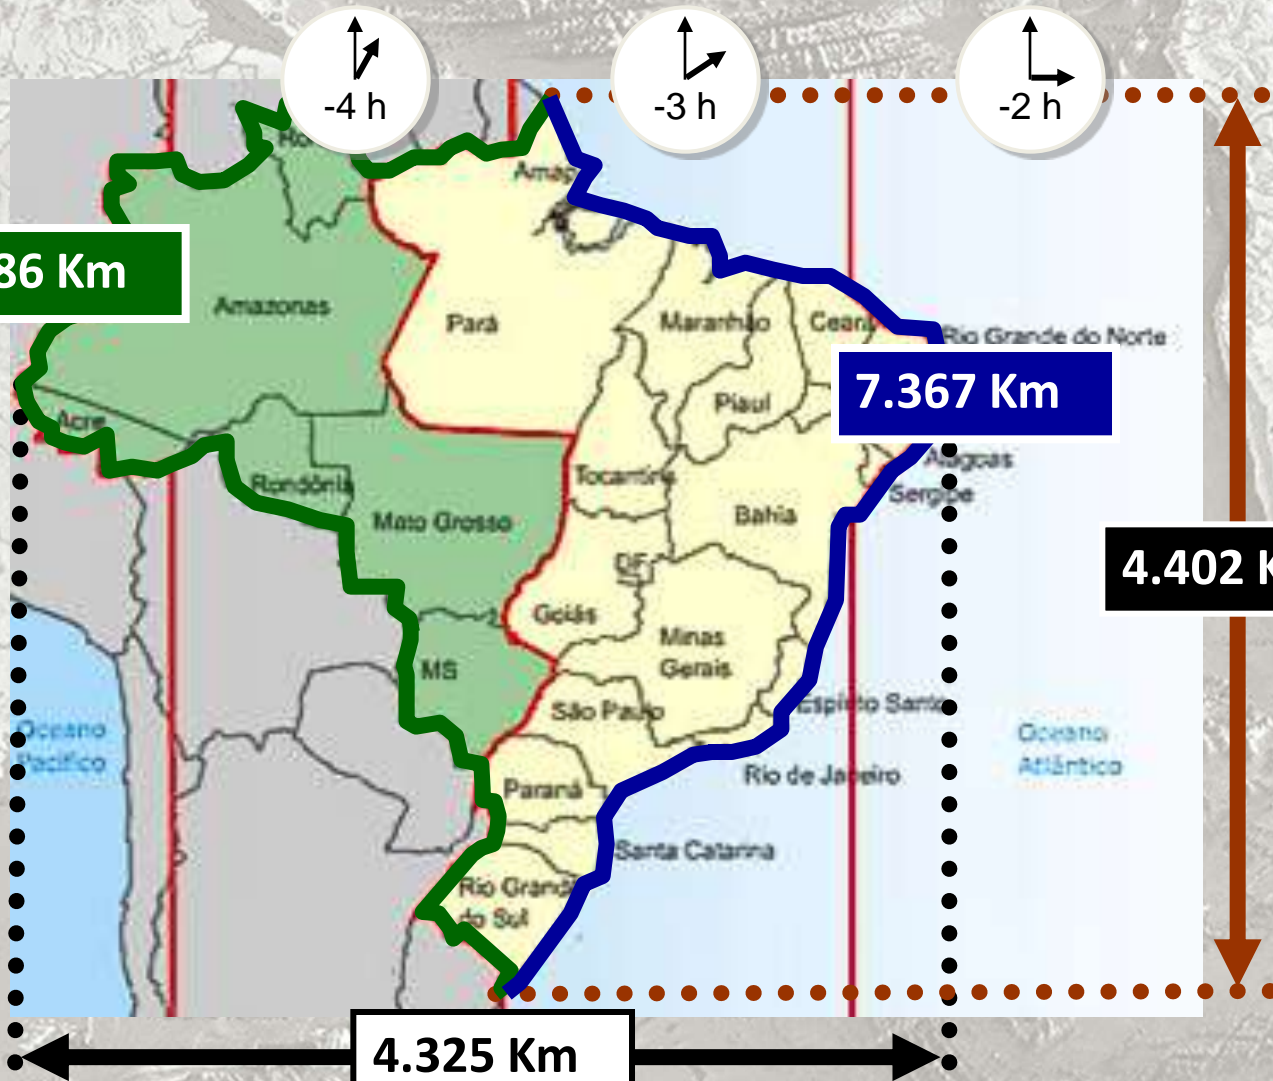 -4 h
-3 h
-2 h
Amazonas
Pará
Maranhão
Ceará
Rio Grande do Norte
86 Km
7.367 Km
Piauí
Acre
Alagoas
Rondônia
Tocantins
Sergipe
Mato Grosso
Bahia
4.402 K
DF
Goiás
Minas
Gerais
MS
São Paulo
Espírito Santo
Oceano
Pacífico
Oceano
Atlântico
Rio de Janeiro
Paraná
Santa Catarina
Rio Grande
do Sul
4.325 Km